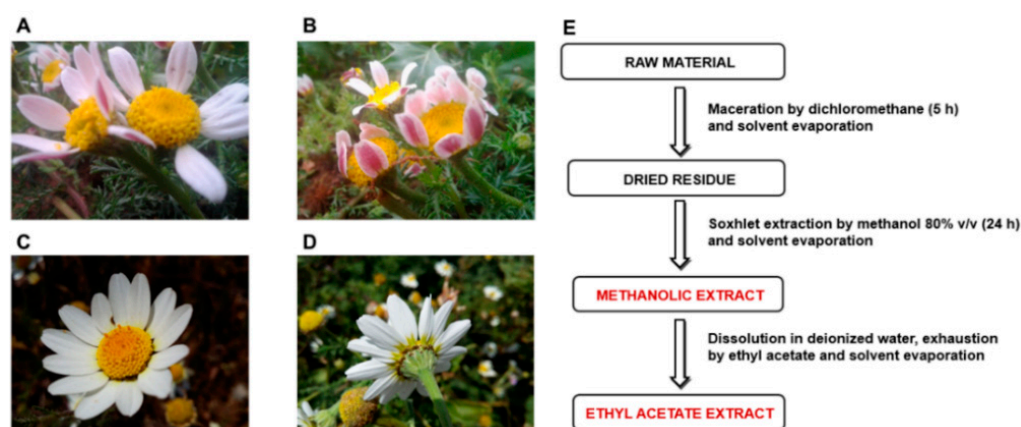 A
B
C
D
E
RAW MATERIAL
Maceration by dichloromethane (5 h)
and solvent evaporation
DRIED RESIDUE
Soxhlet extraction by methanol 80% v/v (24 h)
and solvent evaporation
METHANOLIC EXTRACT
Dissolution in deionized water, exhaustion
by ethyl acetate and solvent evaporation
ETHYL ACETATE EXTRACT